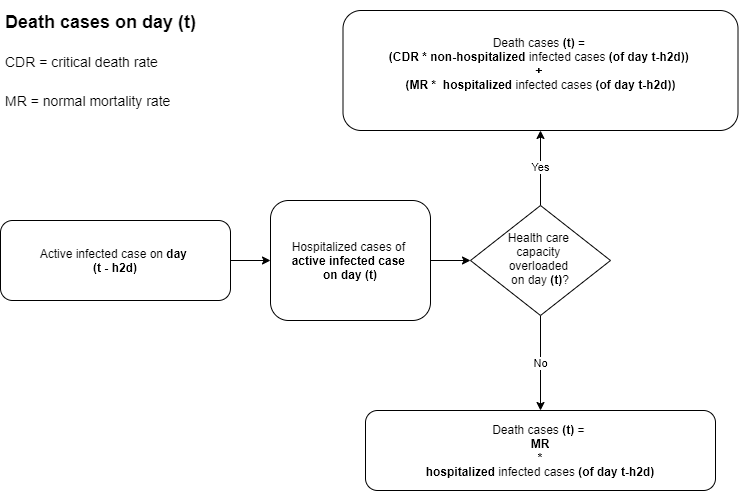 Death cases on day (t)
CDR = critical death rate
MR = normal mortality rate
Death cases (t) =
(CDR * non-hospitalized infected cases (of day t-h2d))
+
(MR * hospitalized infected cases (of day t-h2d))
Yes
Active infected case on day
(t - h2d)
Hospitalized cases of
active infected case
on day (t)
Health care
capacity
overloaded
on day (t)?
No
Death cases (t) =
MR
*
hospitalized infected cases (of day t-h2d)